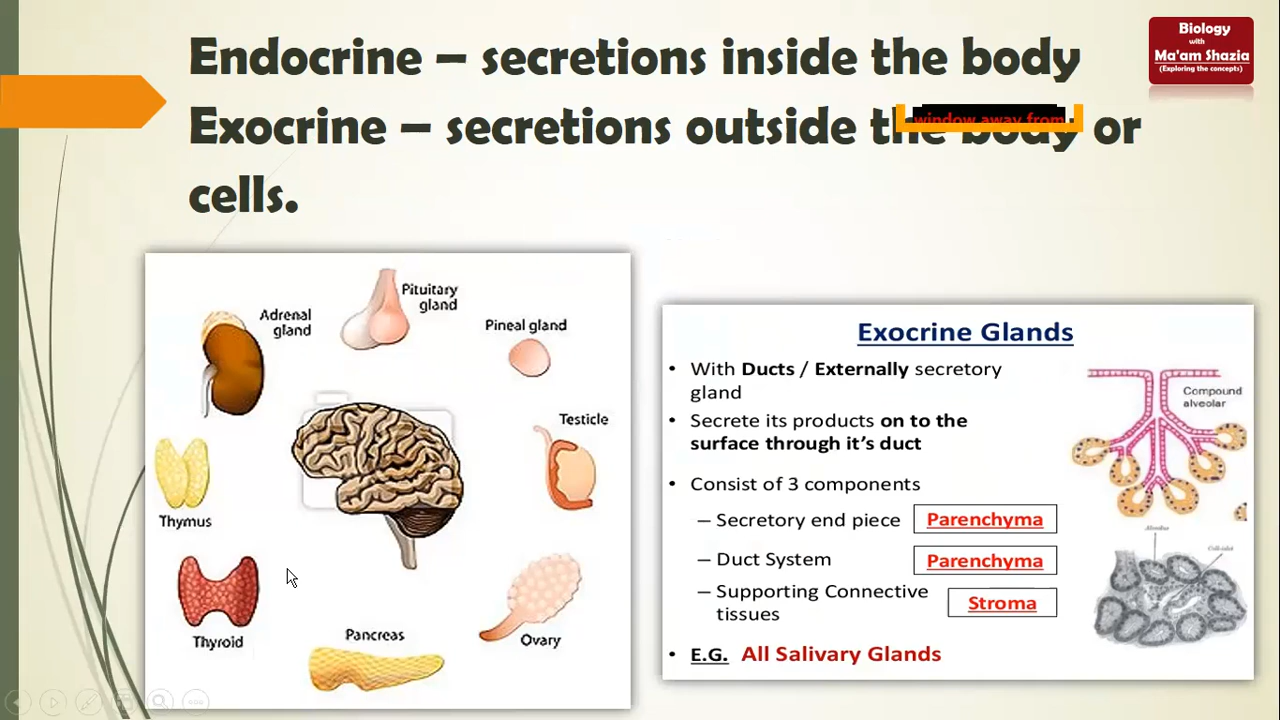 Endocrine – secretions inside the body
Exocrine – secretions outside the body or
cells.
window away from
Biology
with
Ma'am Shazia
(Exploring the concepts)
Adrenal
gland
Pituitary
gland
Pineal gland
Testicle
Thymus
Thyroid
Pancreas
Ovary
Exocrine Glands
• With Ducts / Externally secretory
gland
• Secrete its products on to the
surface through it's duct
• Consist of 3 components
– Secretory end piece Parenchyma
– Duct System Parenchyma
– Supporting Connective
tissues Stroma
• E.G. All Salivary Glands
Compound
alveolar